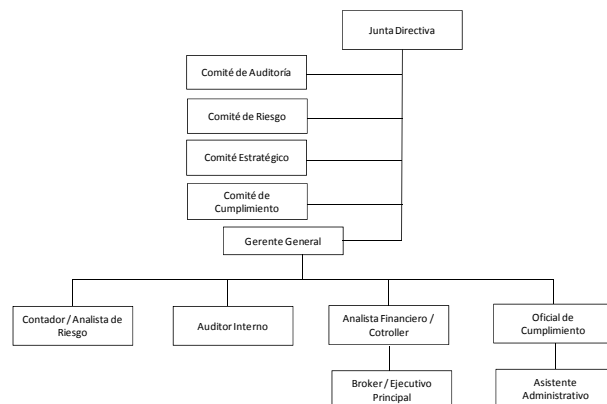 Junta Directiva
Comité de Auditoría
Comité de Riesgo
Comité Estratégico
Comité de
Cumplimiento
Gerente General
Contador / Analista de
Riesgo
Auditor Interno
Analista Financiero /
Cotroller
Oficial de
Cumplimiento
Broker / Ejecutivo
Principal
Asistente
Administrativo